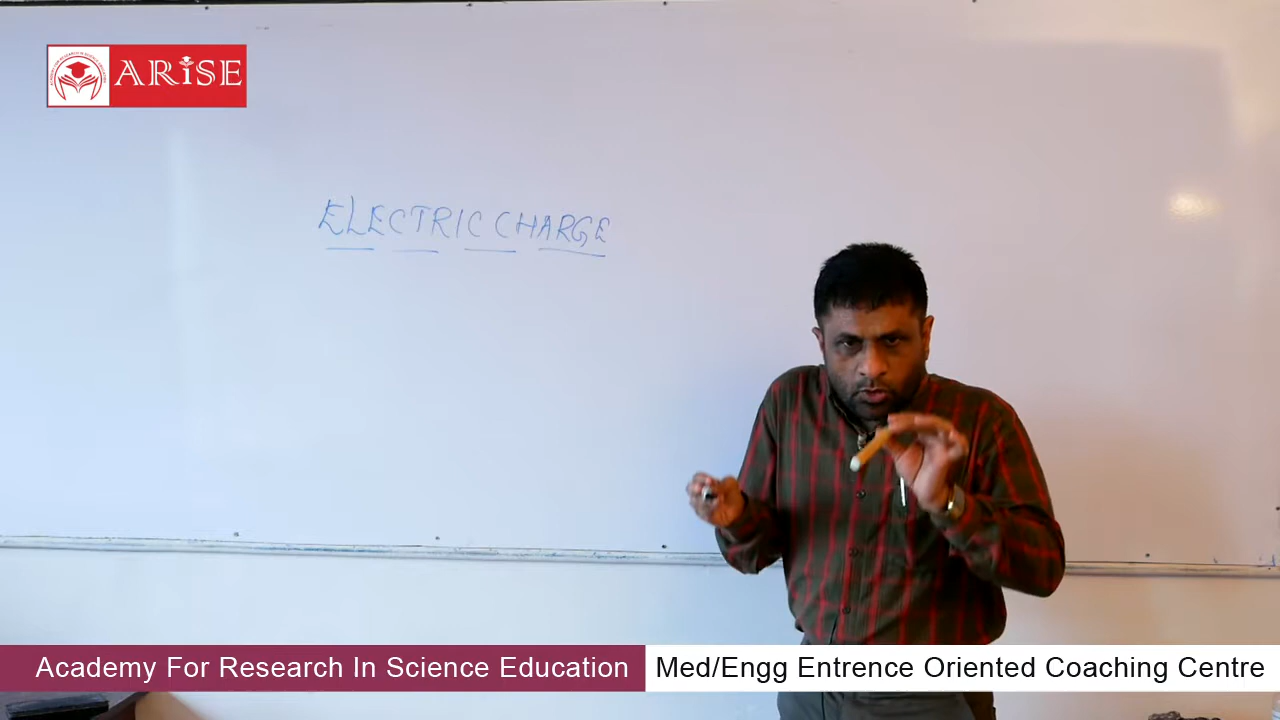 ARiSE
ELECTRIC CHARGE
Academy For Research In Science Education
Med/Engg Entrence Oriented Coaching Centre